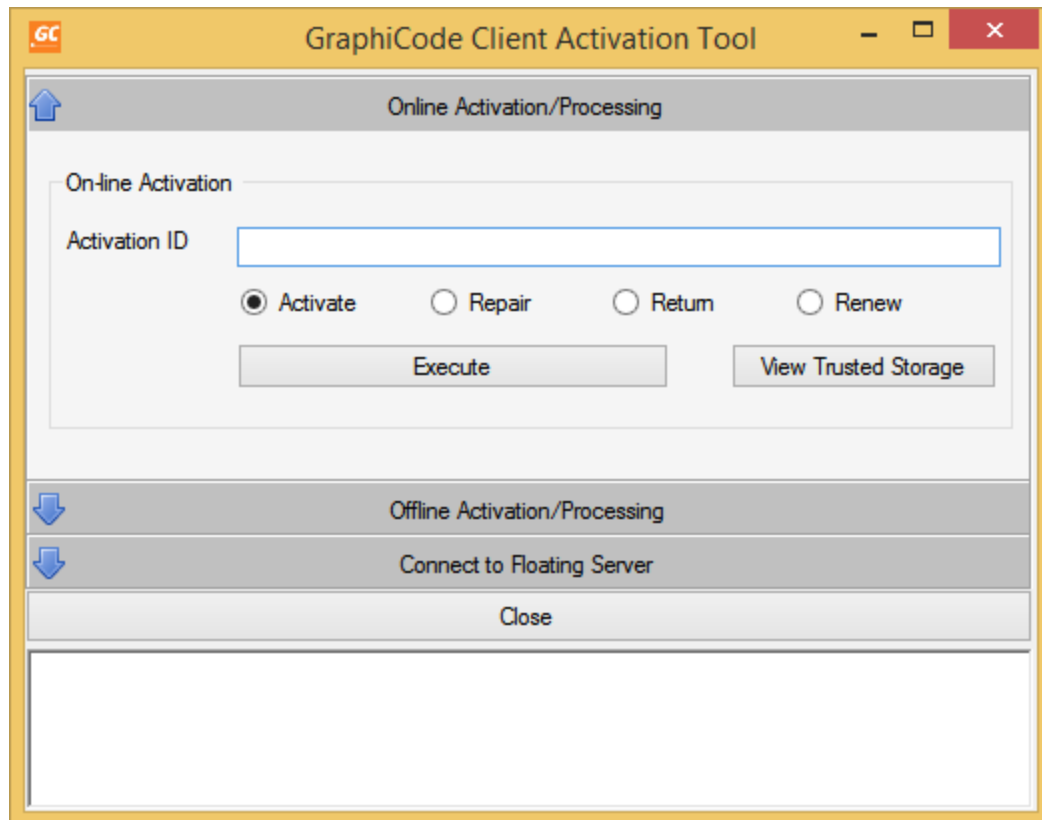 .GC
GraphiCode Client Activation Tool
Online Activation/Processing
On-line Activation
Activation ID
Activate Repair Return Renew
Execute View Trusted Storage
Offline Activation/Processing
Connect to Floating Server
Close